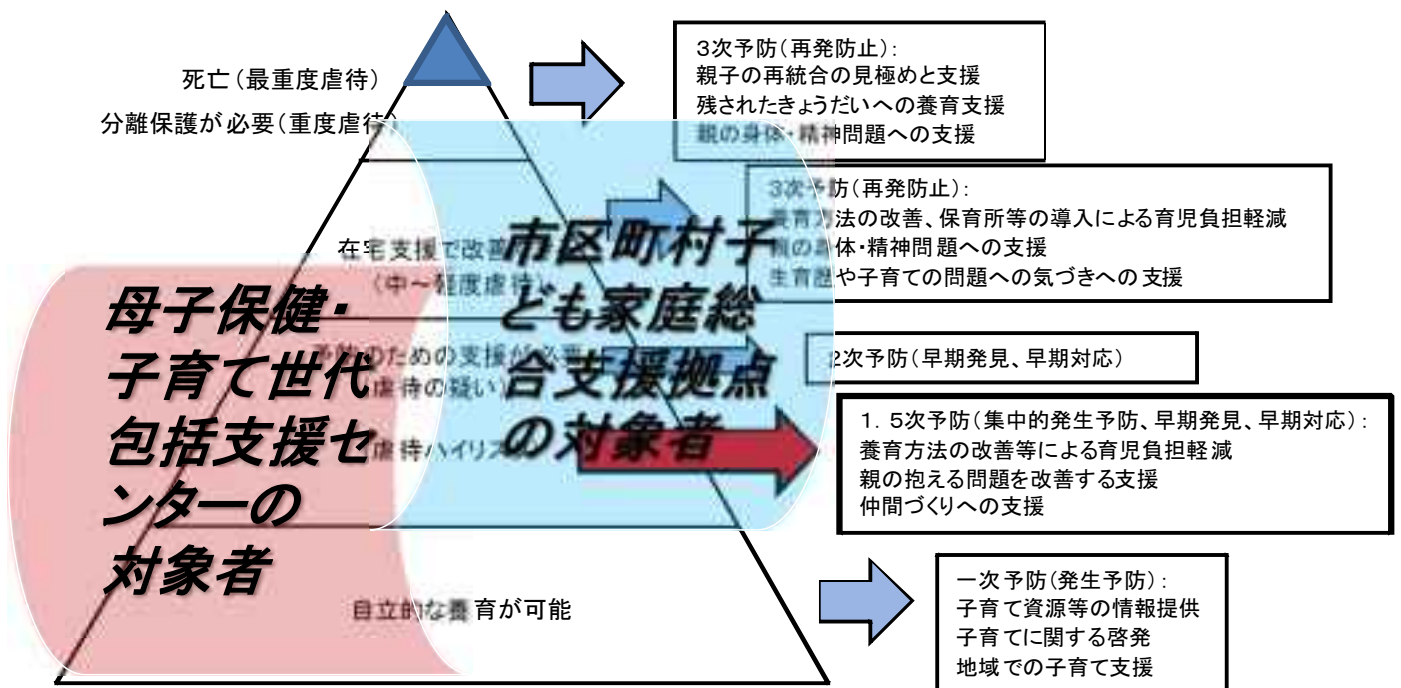 死亡(最重度虐待)
分離保護が必要(重度虐待)
3次予防(再発防止):
親子の再統合の見極めと支援
残されたきょうだいへの養育支援
親の身体・精神問題への支援
在宅支援で改善
(中~軽度虐待)
3次予防(再発防止):
養育方法の改善、保育所等の導入による育児負担軽減
親の身体・精神問題への支援
生育歴や子育ての問題への気づきへの支援
予防のための支援が必要
虐待の疑い
2次予防(早期発見、早期対応)
虐待ハイリスク
1.5次予防(集中的発生予防、早期発見、早期対応):
養育方法の改善等による育児負担軽減
親の抱える問題を改善する支援
仲間づくりへの支援
自立的な養育が可能
一次予防(発生予防):
子育て資源等の情報提供
子育てに関する啓発
地域での子育て支援
母子保健・
子育て世代
包括支援セ
ンターの
対象者
市区町村子
ども家庭総
合支援拠点
の対象者